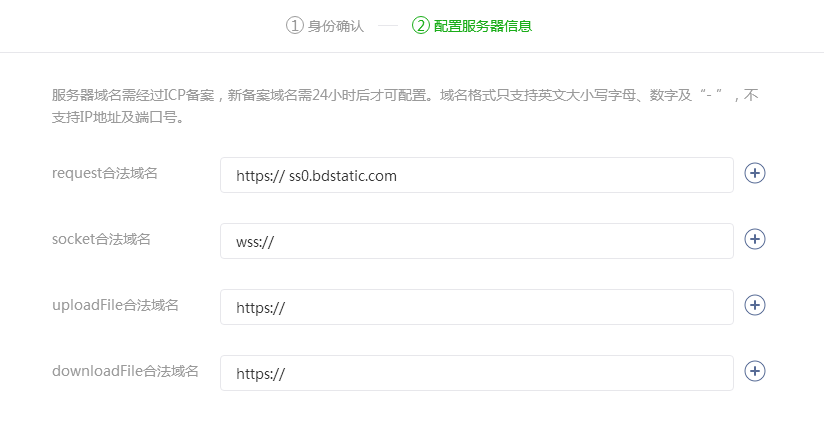 ① 身份确认 ② 配置服务器信息
服务器域名需经过ICP备案，新备案域名需24小时后才可配置。域名格式只支持英文大小写字母、数字及“- ”，不
支持IP地址及端口号。
request合法域名 https:// ss0.bdstatic.com
socket合法域名 wss://
uploadFile合法域名 https://
downloadFile合法域名 https://